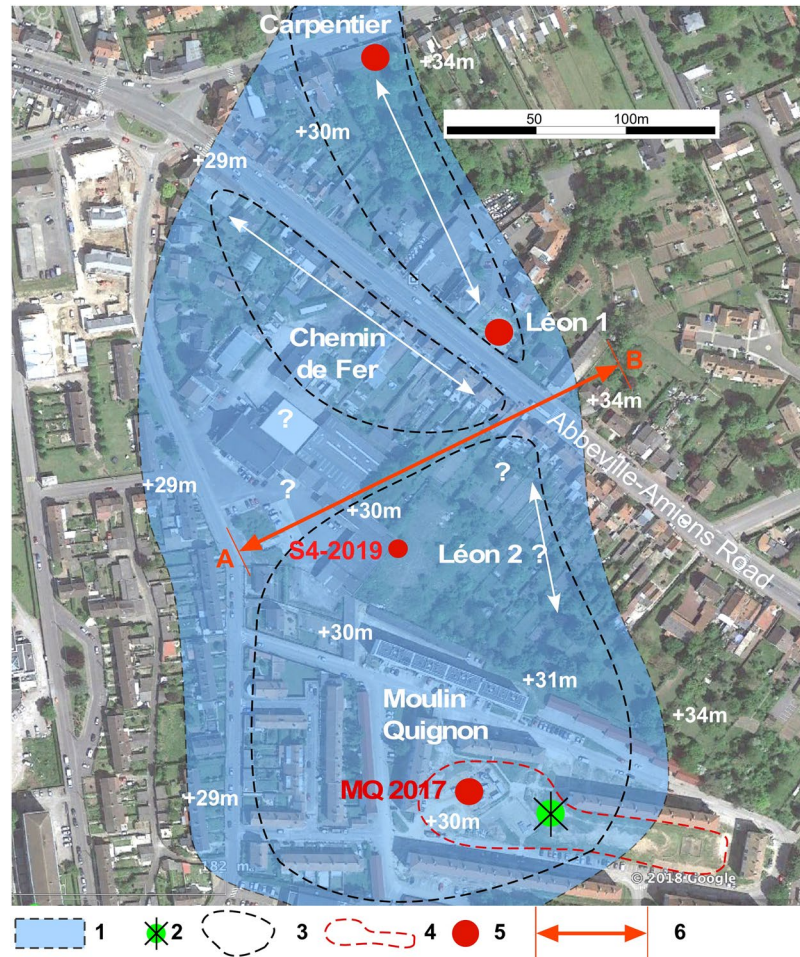 Carpentier
+34m
50
100m
+30m
+29m
Léon 1
B
Chemin
de Fer
+34m
?
Abbeville-Amiens Road
?
+29m
?
+30m
A
S4-2019
Léon 2 ?
+30m
+31m
Moulin
Quignon
+34m
MQ 2017
+29m
+30m
82 m
© 2018 Google
1
2
3
4
5
6